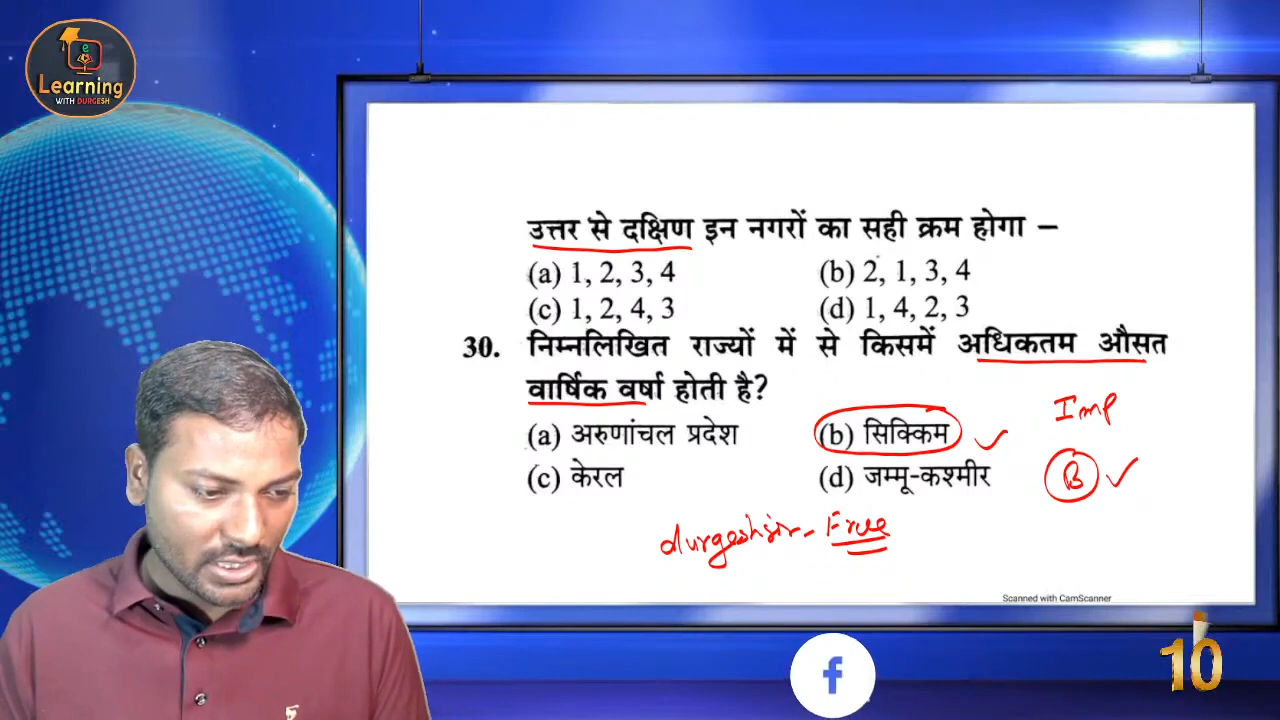 e
Learning
WITH DURGESH
उत्तर से दक्षिण इन नगरों का सही क्रम होगा –
(a) 1, 2, 3, 4 (b) 2, 1, 3, 4
(c) 1, 2, 4, 3 (d) 1, 4, 2, 3
30. निम्नलिखित राज्यों में से किसमें अधिकतम औसत
वार्षिक वर्षा होती है?
Imp
(a) अरुणांचल प्रदेश (b) सिक्किम
(c) केरल (d) जम्मू-कश्मीर B
durgeshsir- Free
Scanned with CamScanner
f
10